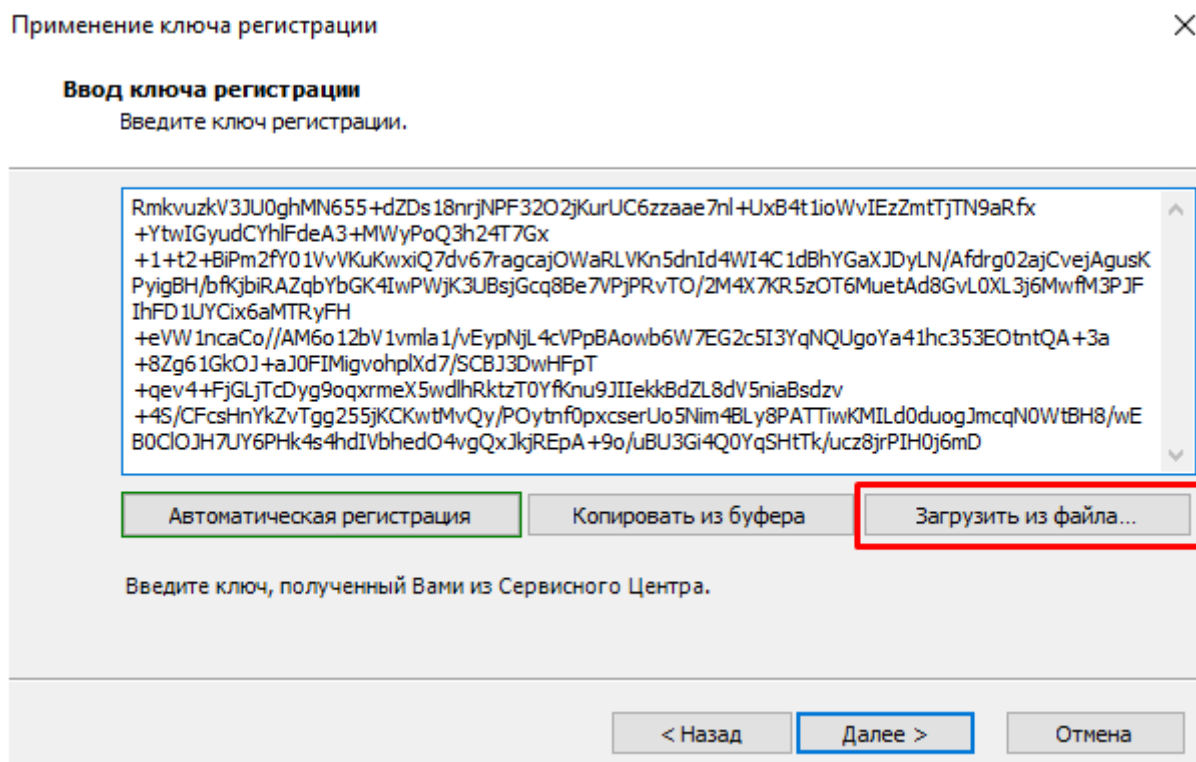 Применение ключа регистрации
Ввод ключа регистрации
Введите ключ регистрации.
RmkvuzkV3JU0ghMN655+dZDs18nrjNPF32O2jKurUC6zzaae7nl+UxB4t1ioWvIEzZmtTjTN9aRfx
+YtwIGyudCYhlFdeA3+MWyPoQ3h24T7Gx
+1+t2+BiPm2fY01VvVKuKwxiQ7dv67ragcajOWaRLVKn5dnId4WI4C1dBhYGaXJDyLN/Afdrg02ajCvejAgusK
PyigBH/bfKjbiRAZqbYbGK4IwPWjK3UBsjGcq8Be7VPjPRvTO/2M4X7KR5zOT6MuetAd8GvL0XL3j6MwfM3PJF
IhFD1UYCix6aMTRyFH
+eVW1ncaCo//AM6o12bV1vmla1/vEypNjL4cVPpBAowb6W7EG2c5I3YqNQUgoYa41hc353EOtntQA+3a
+8Zg61GkOJ+aJ0FIMigvohplXd7/SCBJ3DwHFpT
+qev4+FjGLjTcDyg9oqxrmeX5wdlhRktzT0YfKnu9JIIekkBdZL8dV5niaBsdzv
+4S/CFcsHnYkZvTgg255jKCKwtMvQy/POytnf0pxcserUo5Nim4BLy8PATTiwKMILd0duogJmcqN0WtBH8/wE
B0ClOJH7UY6PHk4s4hdIVbhedO4vgQxJkjREpA+9o/uBU3Gi4Q0YqSHtTk/ucz8jrPIH0j6mD
Автоматическая регистрация
Копировать из буфера
Загрузить из файла...
Введите ключ, полученный Вами из Сервисного Центра.
< Назад
Далее >
Отмена